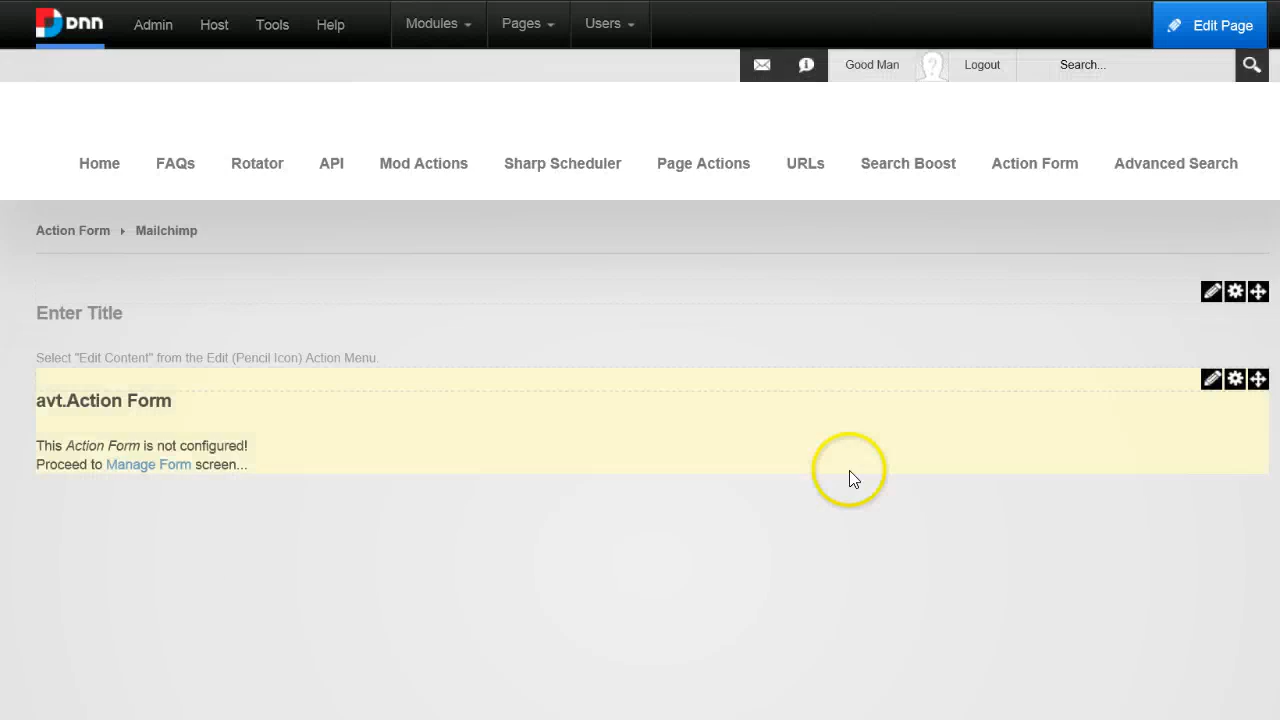 DNN Admin Host Tools Help Modules Pages Users Edit Page
Good Man Logout Search...
Home FAQs Rotator API Mod Actions Sharp Scheduler Page Actions URLs Search Boost Action Form Advanced Search
Action Form Mailchimp
Enter Title
Select "Edit Content" from the Edit (Pencil Icon) Action Menu.
avt.Action Form
This Action Form is not configured!
Proceed to Manage Form screen...